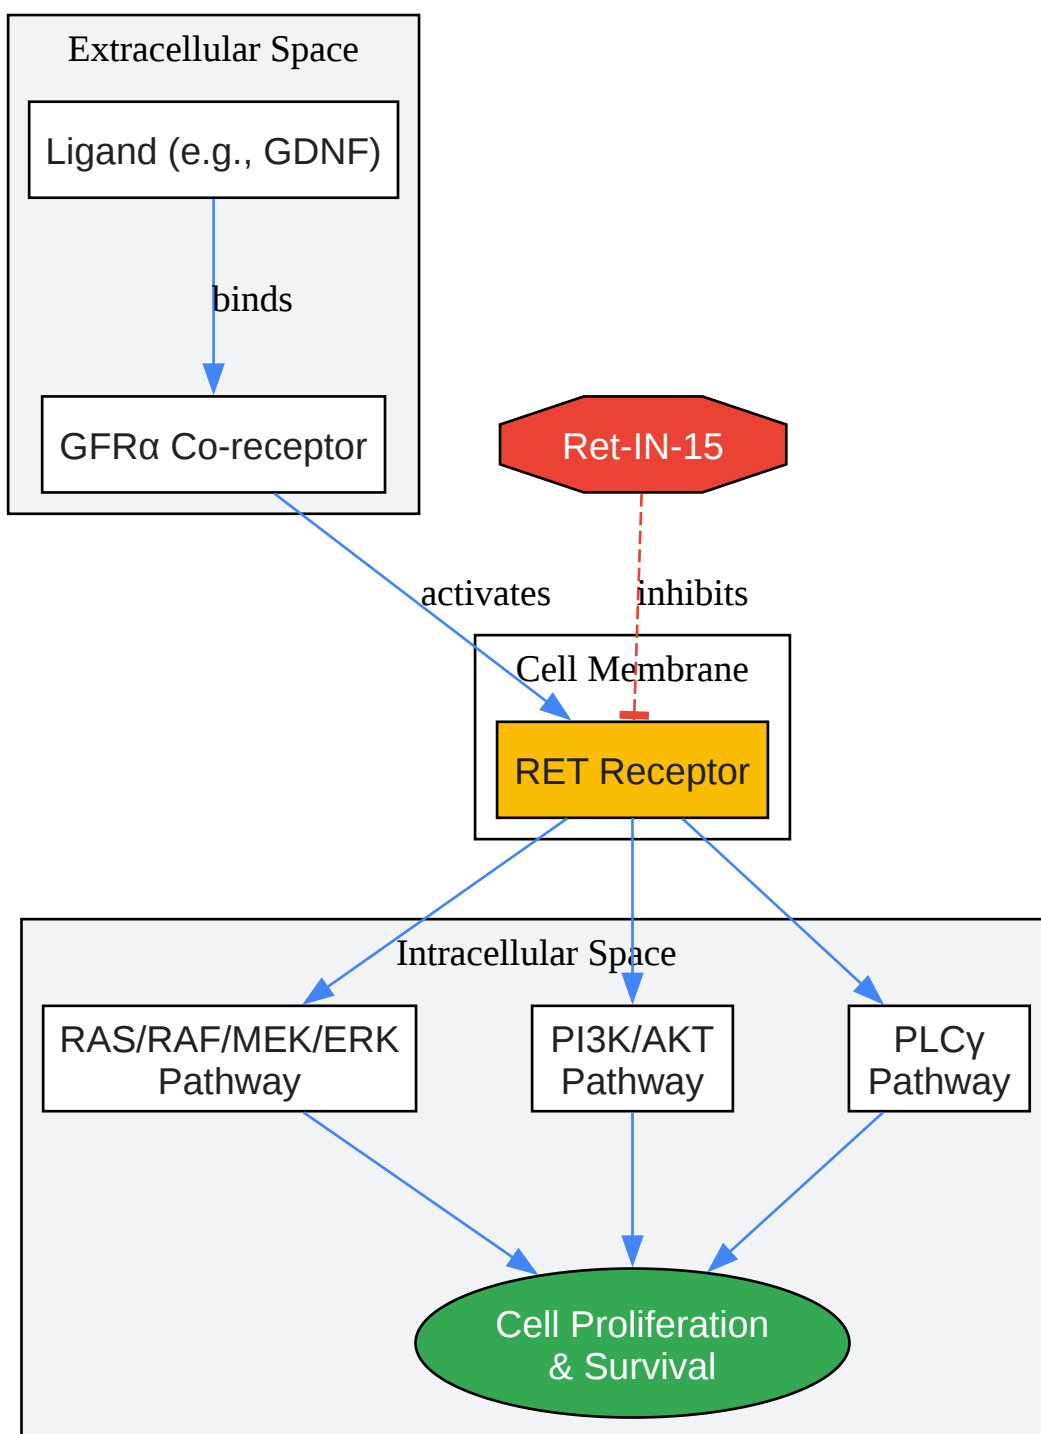 Extracellular Space
Ligand (e.g., GDNF)
binds
GFRα Co-receptor
Ret-IN-15
activates
inhibits
Cell Membrane
RET Receptor
Intracellular Space
RAS/RAF/MEK/ERK
Pathway
PI3K/AKT
Pathway
PLCγ
Pathway
Cell Proliferation
& Survival